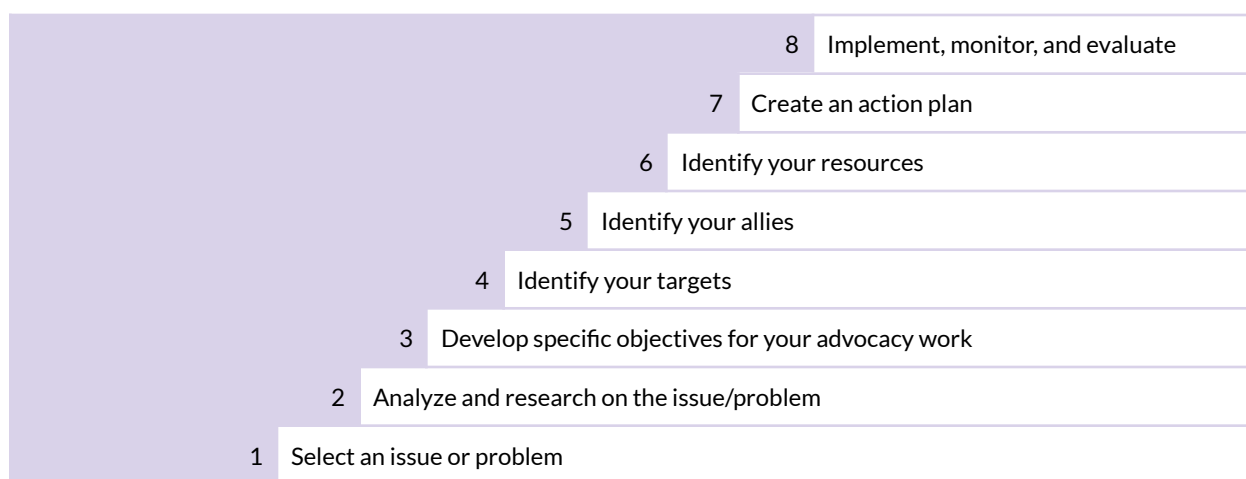 8 Implement, monitor, and evaluate
7 Create an action plan
6 Identify your resources
5 Identify your allies
4 Identify your targets
3 Develop specific objectives for your advocacy work
2 Analyze and research on the issue/problem
1 Select an issue or problem